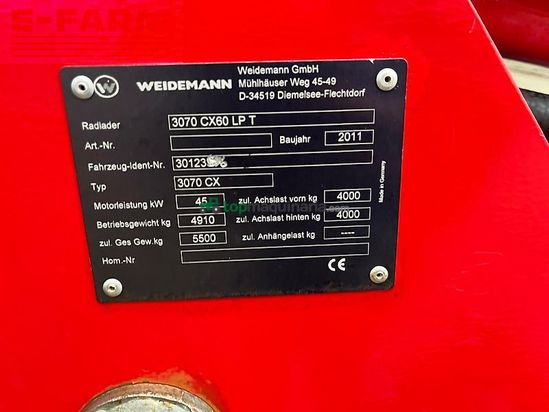 E-FARM
Weidemann GmbH
WEIDEMANN Mühlhäuser Weg 45-49
D-34519 Diemelsee-Flechtdorf
Radlader 3070 CX60 LP T
Art.-Nr. Baujahr 2011
Fahrzeug-Ident-Nr.
Typ 3070 CX
Motorleistung kW 45 zul. Achslast vorn kg 4000
topmaquinaria.com
Betriebsgewicht kg 4910 zul. Achslast hinten kg 4000
zul. Ges Gew.kg 5500 zul. Anhängelast kg ----
Hom.-Nr
CE
Made in Germany